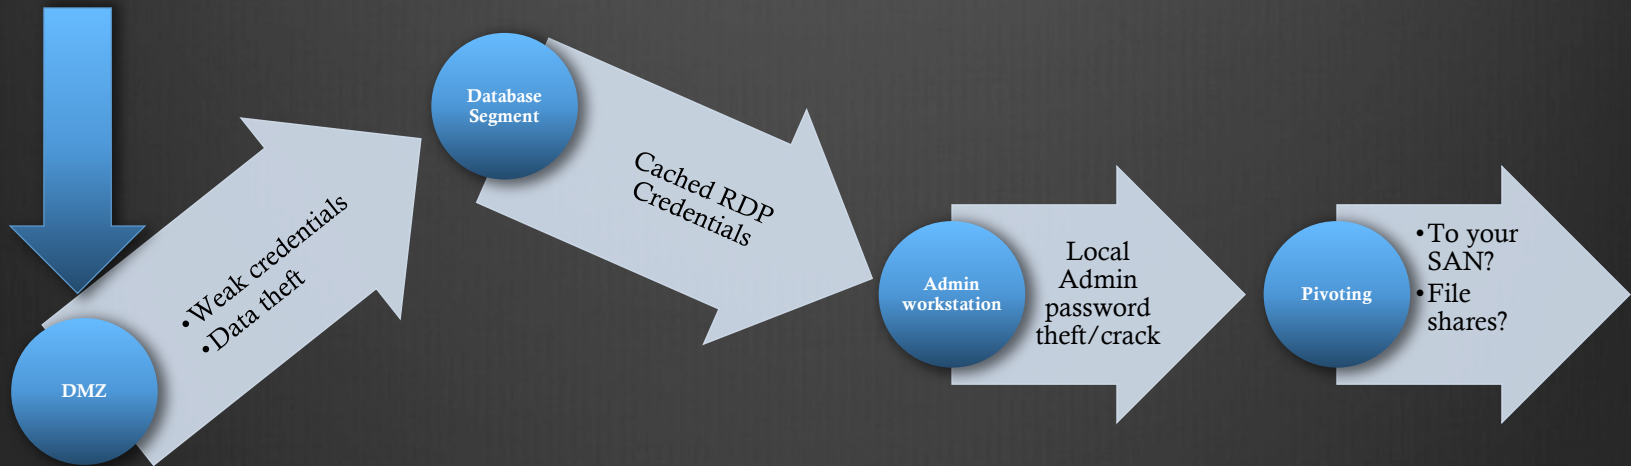 DMZ
•Weak credentials
•Data theft
Database
Segment
Cached RDP
Credentials
Admin
workstation
Local
Admin
password
theft/crack
Pivoting
•To your
SAN?
•File
shares?